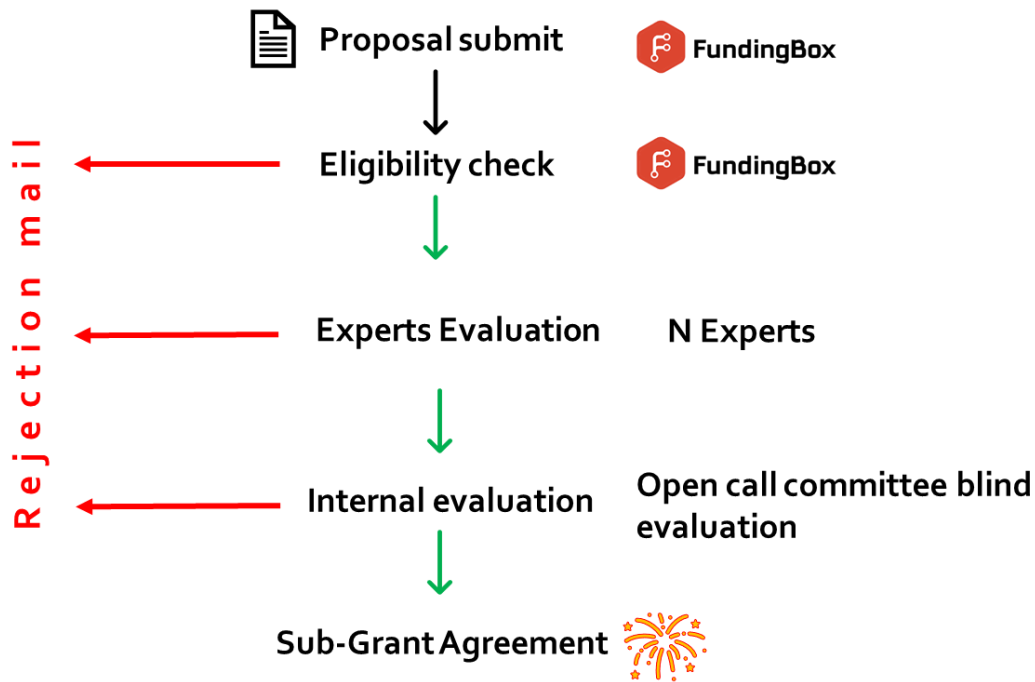 Proposal submit
FundingBox
Eligibility check
FundingBox
Rejection mail
Experts Evaluation
N Experts
Internal evaluation
Open call committee blind
evaluation
Sub-Grant Agreement